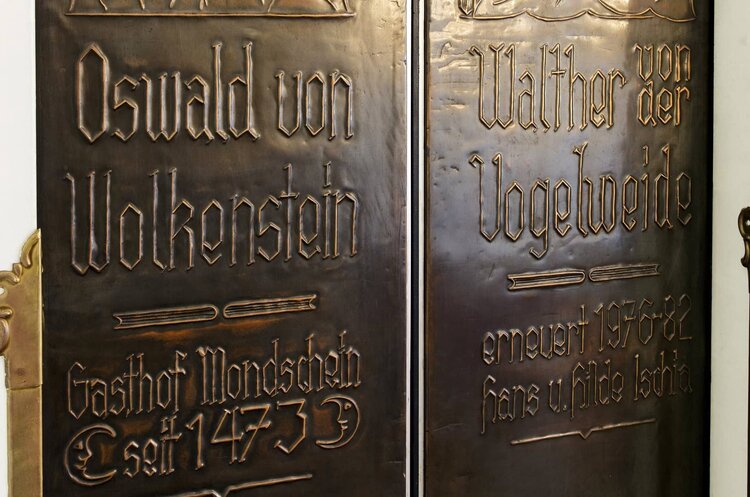 Oswald von
Wolkenstein
Gasthof Mondschein
seit 1473
Walther von der
Vogelweide
erneuert 1976-82
Hans u. Hilde Ischia